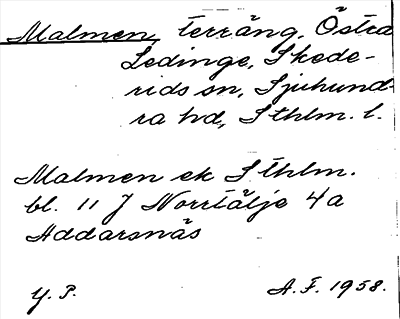 Malmen, terräng, Östra
Ledinge, Skede-
rids sn, Sjuhund-
ra hd, Sthlm. l.
Malmen ek Sthlm.
bl. 11 J Norrtälje 4a
Addarsnäs
Y. P. A. F. 1958.